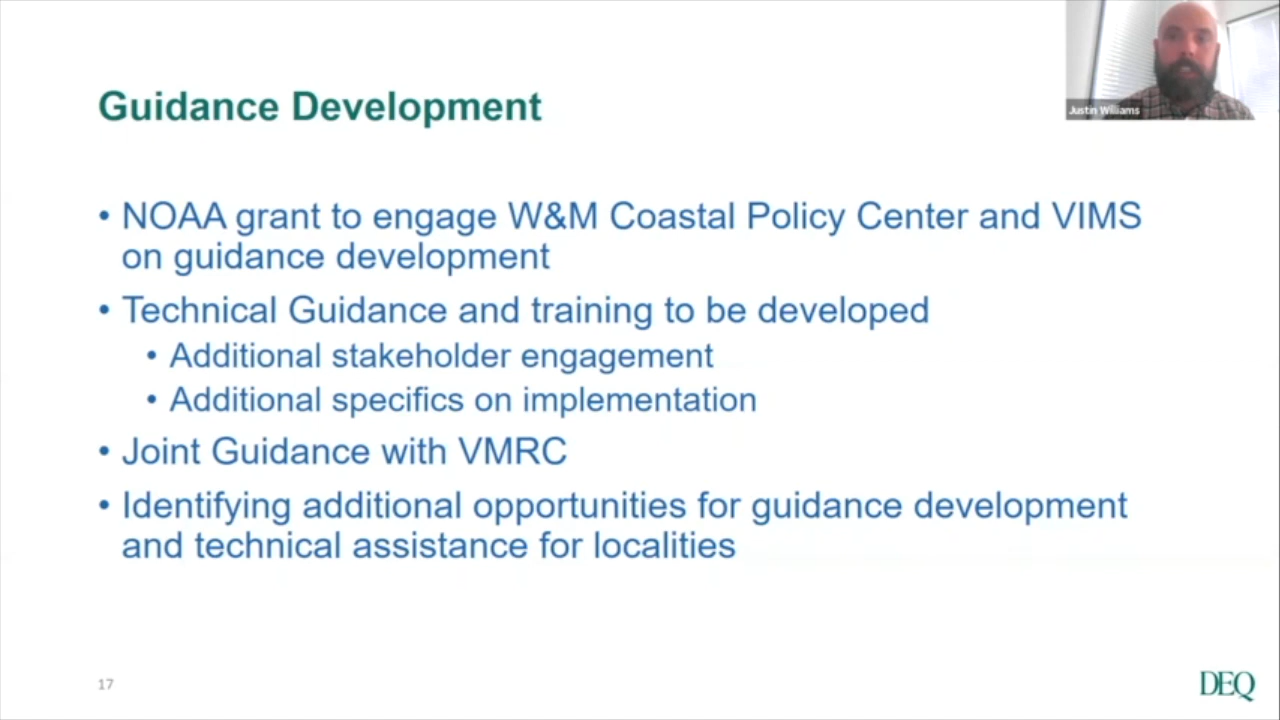 Guidance Development
Justin Williams
• NOAA grant to engage W&M Coastal Policy Center and VIMS
on guidance development
• Technical Guidance and training to be developed
• Additional stakeholder engagement
• Additional specifics on implementation
• Joint Guidance with VMRC
• Identifying additional opportunities for guidance development
and technical assistance for localities
17
DEQ